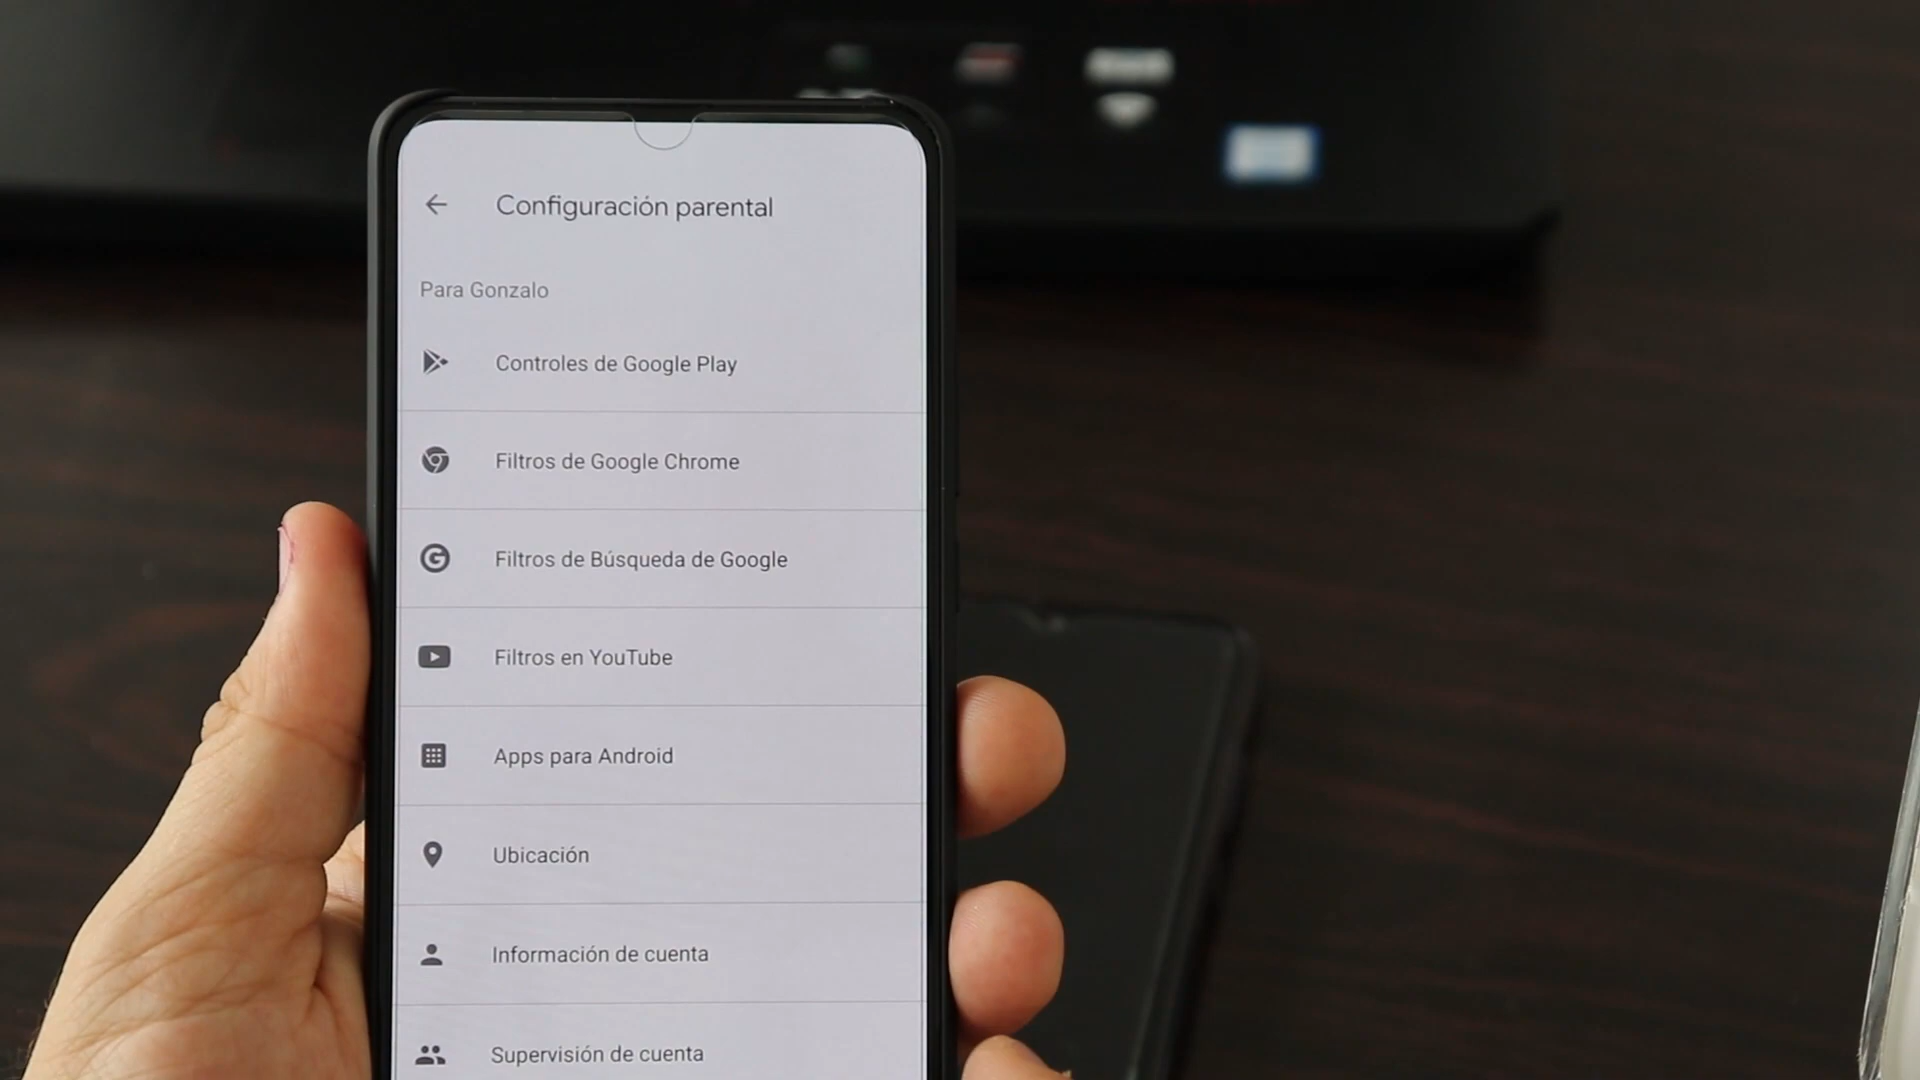 Configuración parental
Para Gonzalo
Controles de Google Play
Filtros de Google Chrome
Filtros de Búsqueda de Google
Filtros en YouTube
Apps para Android
Ubicación
Información de cuenta
Supervisión de cuenta